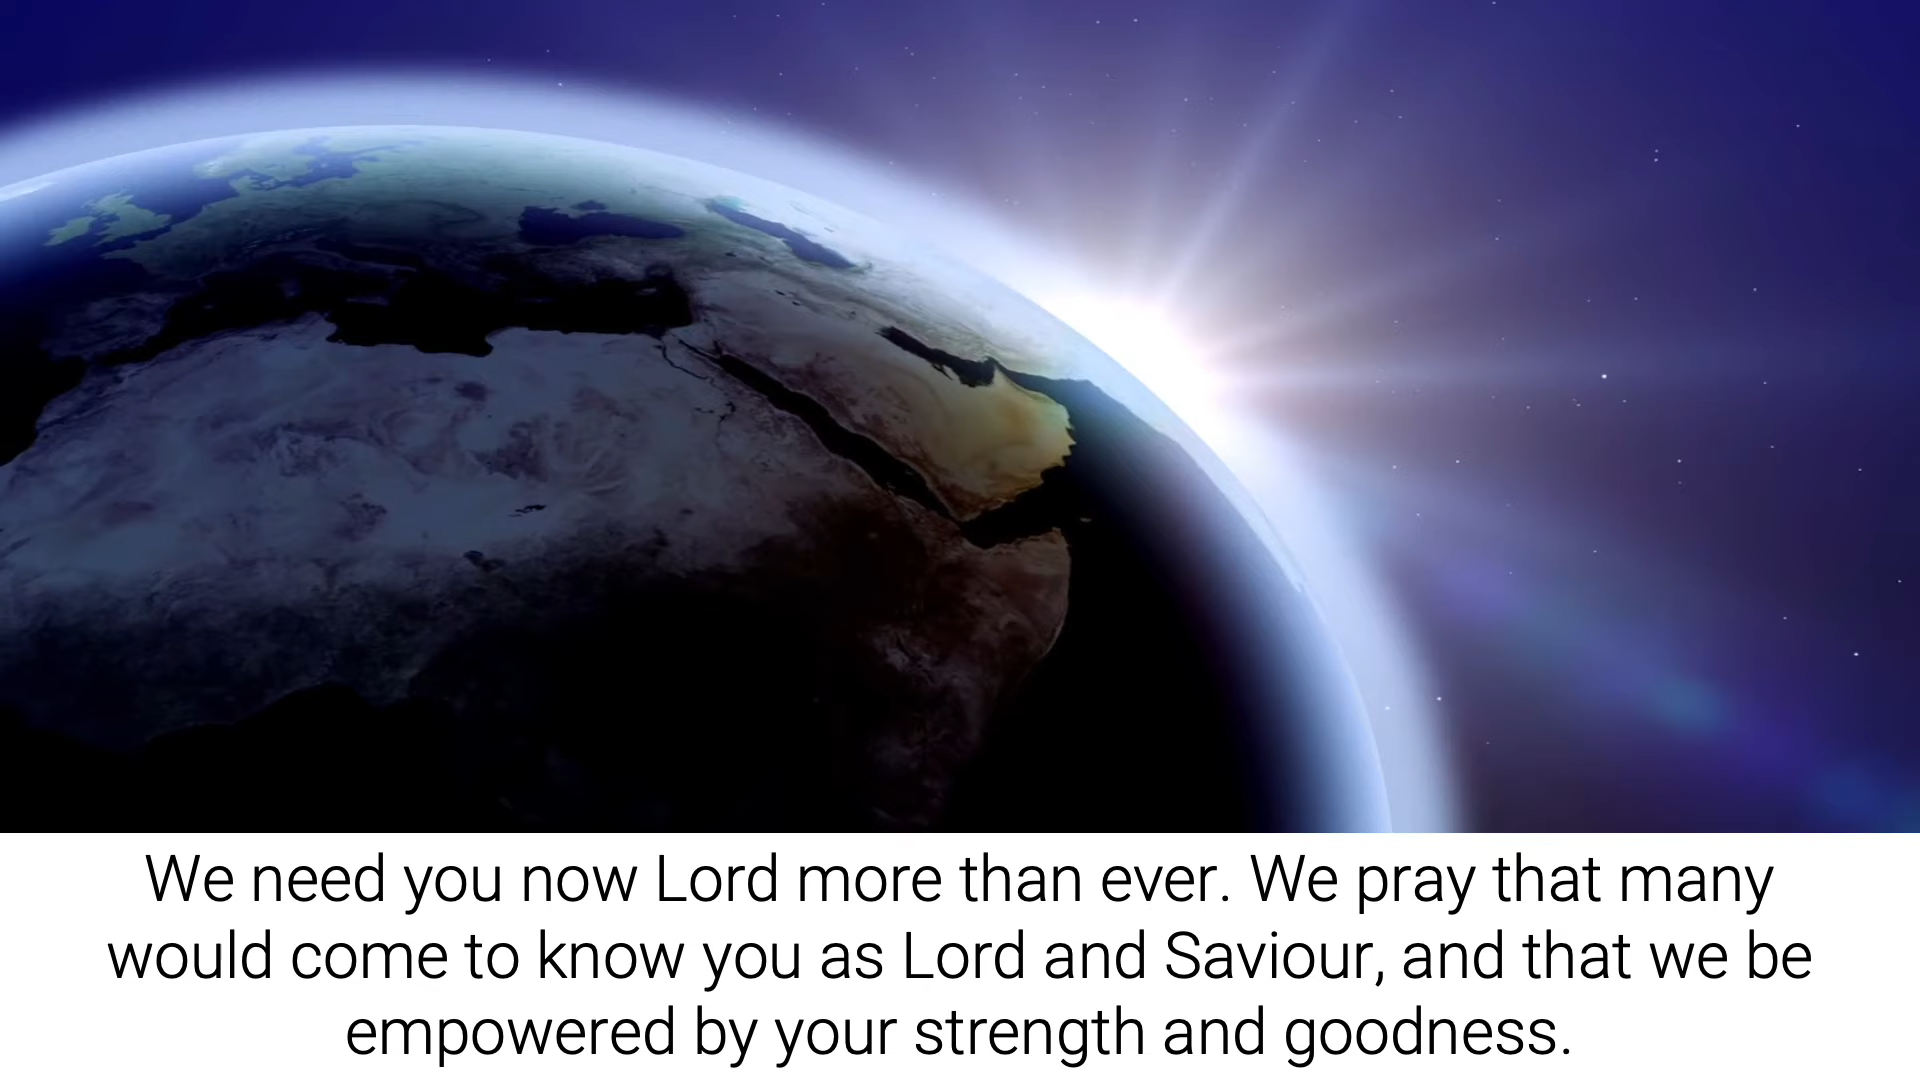 We need you now Lord more than ever. We pray that many
would come to know you as Lord and Saviour, and that we be
empowered by your strength and goodness.